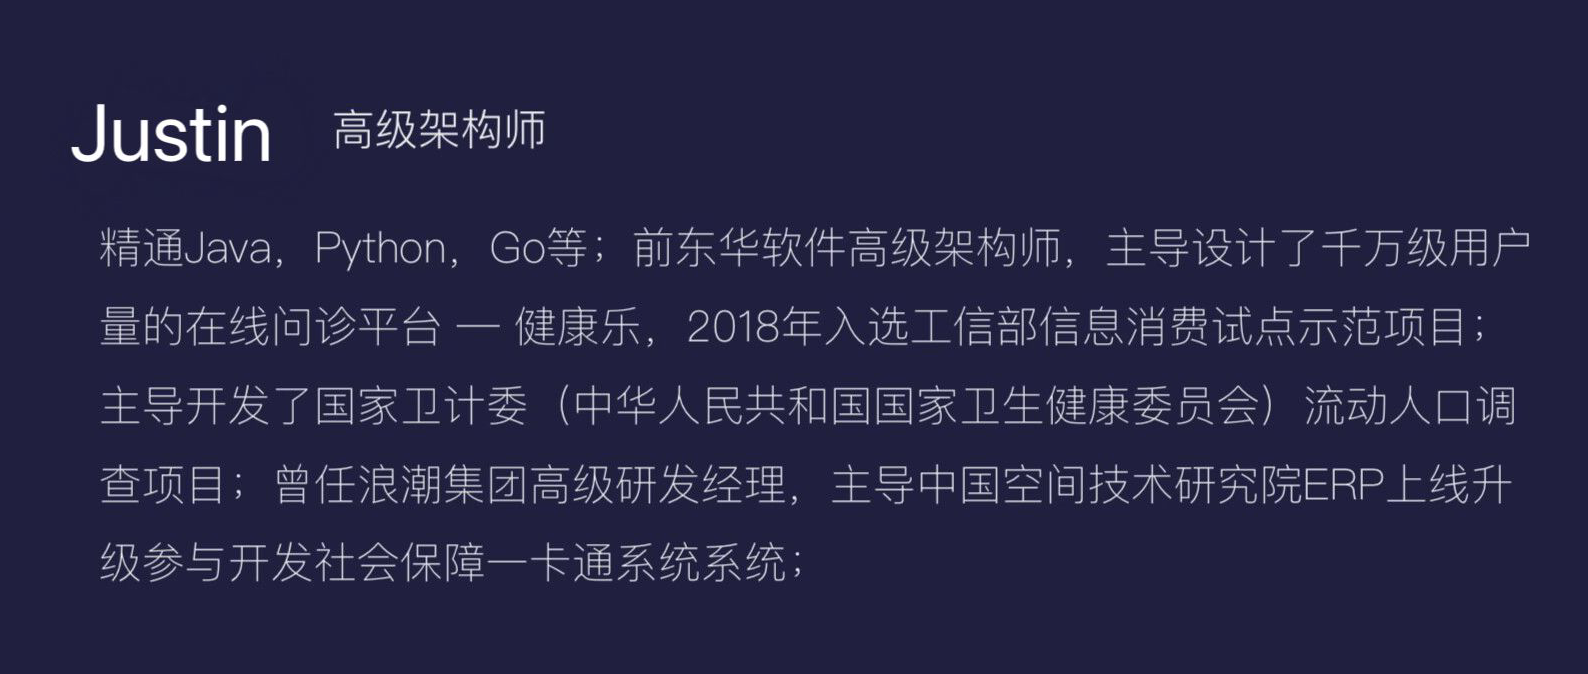 Justin 高级架构师
精通Java，Python，Go等；前东华软件高级架构师，主导设计了千万级用户
量的在线问诊平台 — 健康乐，2018年入选工信部信息消费试点示范项目；
主导开发了国家卫计委（中华人民共和国国家卫生健康委员会）流动人口调
查项目；曾任浪潮集团高级研发经理，主导中国空间技术研究院ERP上线升
级参与开发社会保障一卡通系统系统；